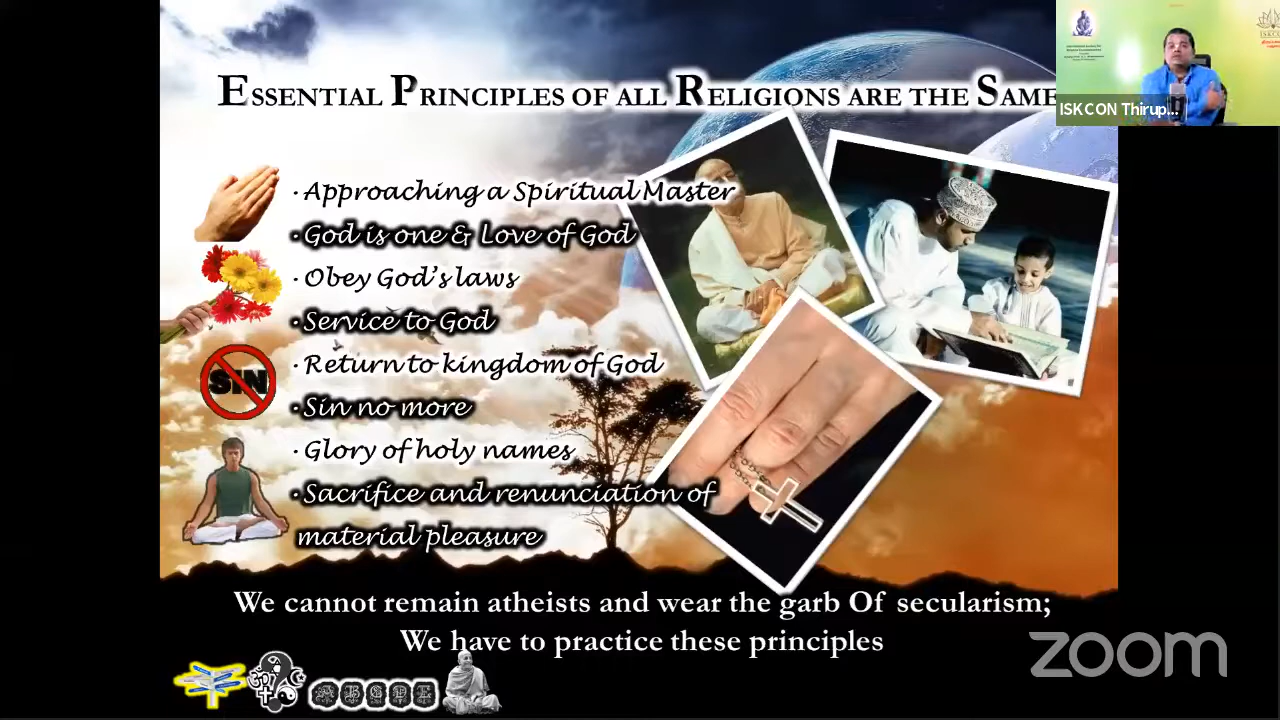 ESSENTIAL PRINCIPLES OF ALL RELIGIONS ARE THE SAME
ISKCON Thirup...
· Approaching a Spiritual Master
· God is one & Love of God
· Obey God's laws
· Service to God
· Return to kingdom of God
SIN
· Sin no more
· Glory of holy names
· Sacrifice and renunciation of
material pleasure
We cannot remain atheists and wear the garb Of secularism;
We have to practice these principles
zoom
A B C D E